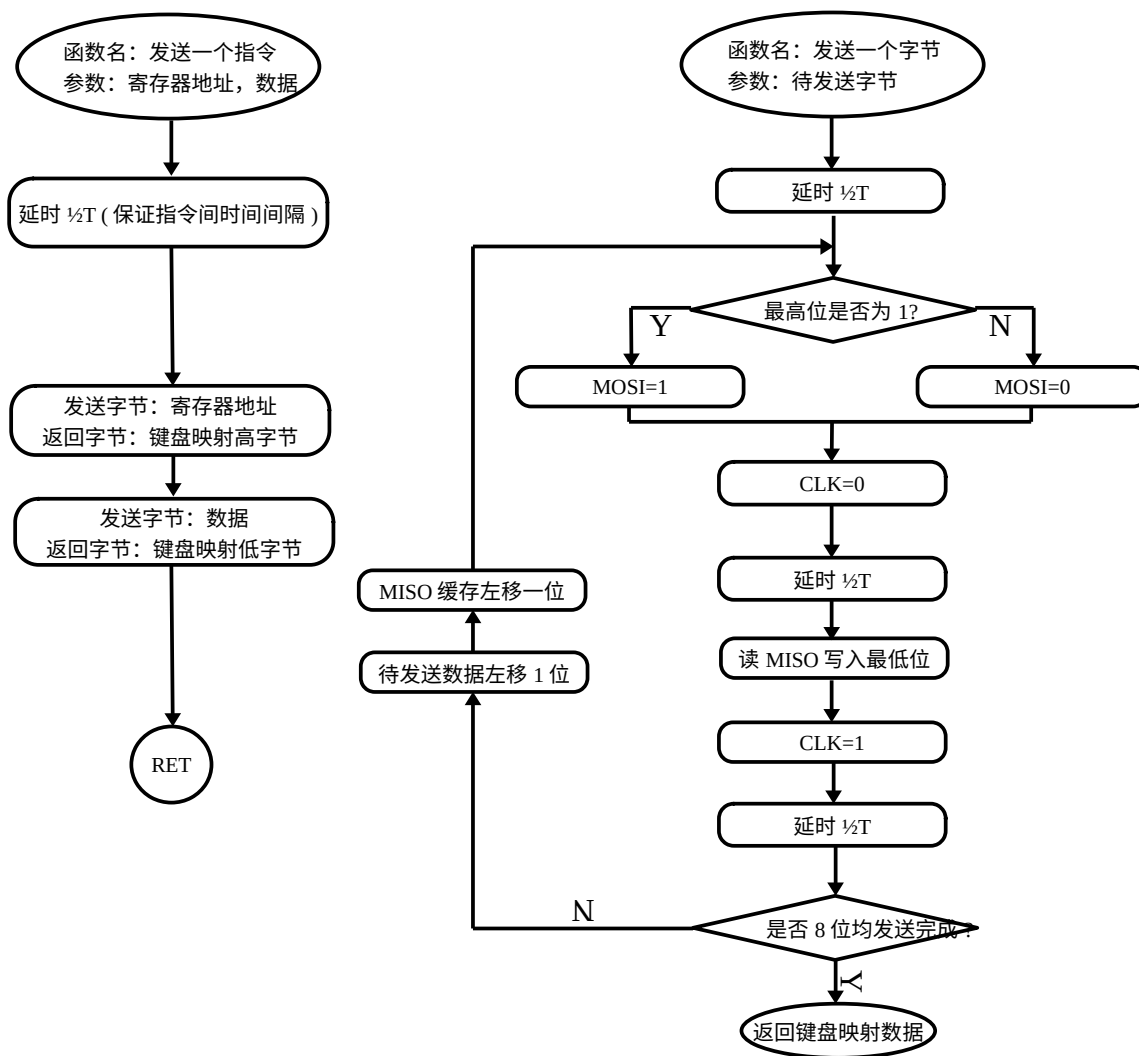 函数名：发送一个指令
参数：寄存器地址，数据
延时 ½T ( 保证指令间时间间隔 )
发送字节：寄存器地址
返回字节：键盘映射高字节
发送字节：数据
返回字节：键盘映射低字节
RET
函数名：发送一个字节
参数：待发送字节
延时 ½T
最高位是否为 1?
Y
N
MOSI=1
MOSI=0
CLK=0
延时 ½T
读 MISO 写入最低位
CLK=1
延时 ½T
是否 8 位均发送完成 ?
N
待发送数据左移 1 位
MISO 缓存左移一位
Y
返回键盘映射数据